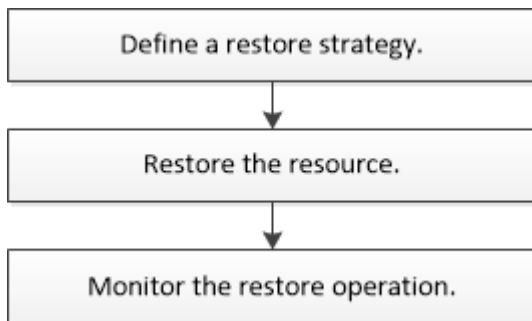 Define a restore strategy.
Restore the resource.
Monitor the restore operation.